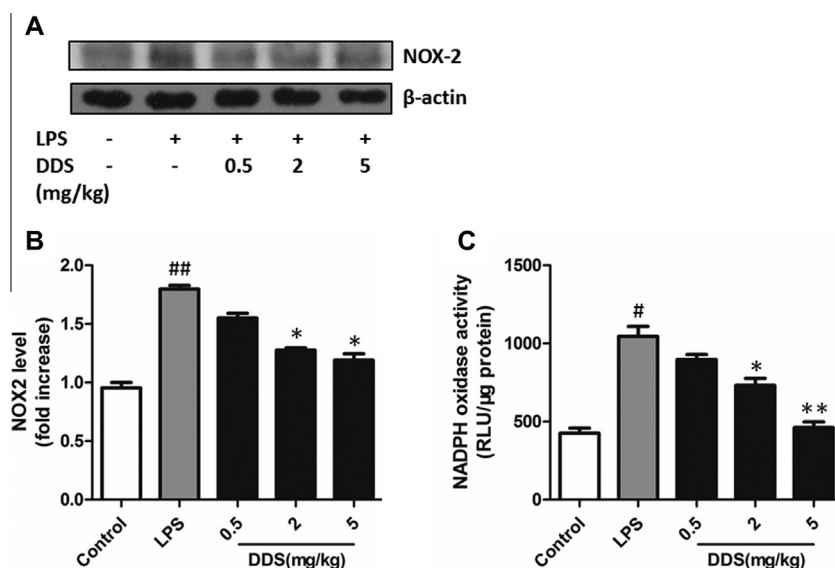 A
NOX-2
β-actin
LPS - + + + +
DDS - - 0.5 2 5
(mg/kg)
B
NOX2 level
(fold increase)
2.0
1.5
1.0
0.5
0.0
##
*
*
Control
LPS
0.5
2
5
DDS(mg/kg)
C
NADPH oxidase activity
(RLU/μg protein)
1500
1000
500
0
#
*
**
Control
LPS
0.5
2
5
DDS(mg/kg)